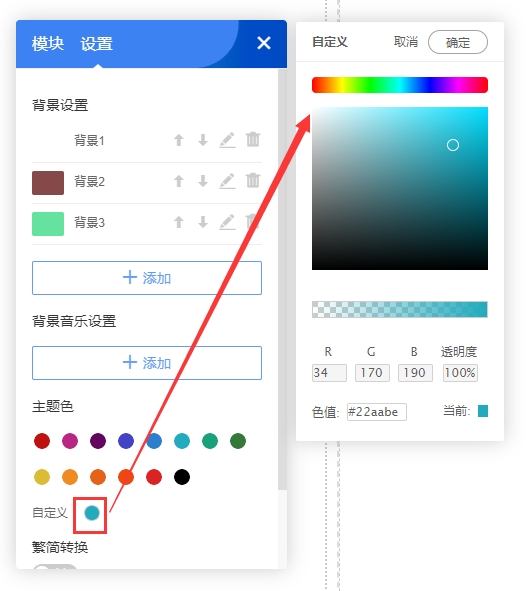 模块 设置
背景设置
背景1
背景2
背景3
添加
背景音乐设置
添加
主题色
自定义
繁简转换
自定义 取消 确定
R G B 透明度
34 170 190 100%
色值: #22aabe 当前: